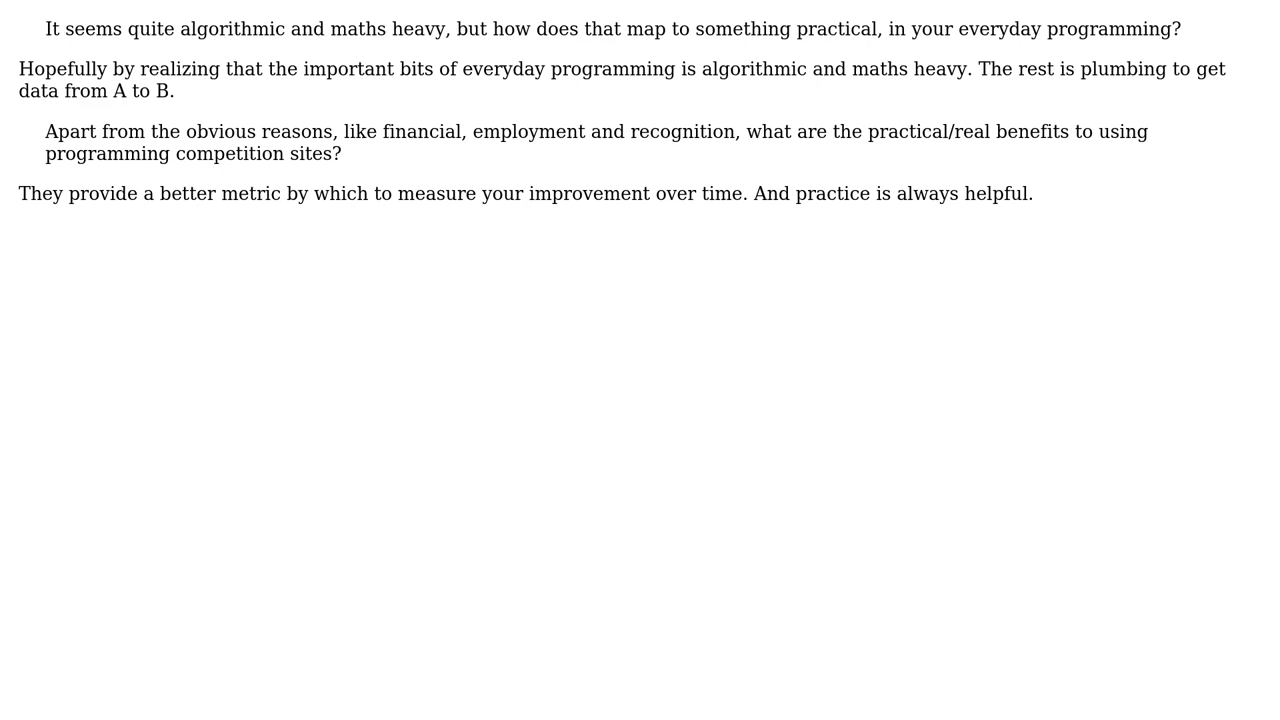 It seems quite algorithmic and maths heavy, but how does that map to something practical, in your everyday programming?
Hopefully by realizing that the important bits of everyday programming is algorithmic and maths heavy. The rest is plumbing to get
data from A to B.
Apart from the obvious reasons, like financial, employment and recognition, what are the practical/real benefits to using
programming competition sites?
They provide a better metric by which to measure your improvement over time. And practice is always helpful.